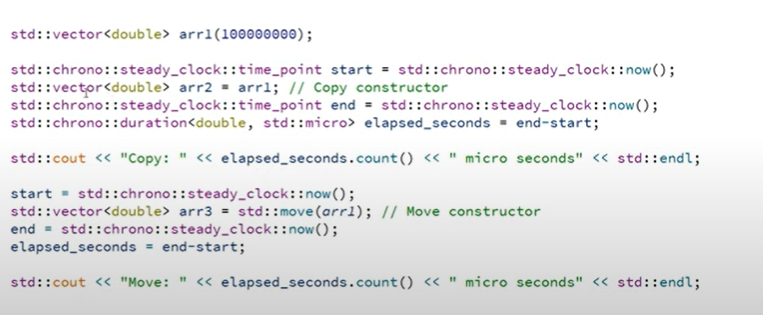 std::vector<double> arr1(100000000);
std::chrono::steady_clock::time_point start = std::chrono::steady_clock::now();
std::vector<double> arr2 = arr1; // Copy constructor
std::chrono::steady_clock::time_point end = std::chrono::steady_clock::now();
std::chrono::duration<double, std::micro> elapsed_seconds = end-start;
std::cout << "Copy: " << elapsed_seconds.count() << " micro seconds" << std::endl;
start = std::chrono::steady_clock::now();
std::vector<double> arr3 = std::move(arr1); // Move constructor
end = std::chrono::steady_clock::now();
elapsed_seconds = end-start;
std::cout << "Move: " << elapsed_seconds.count() << " micro seconds" << std::endl;